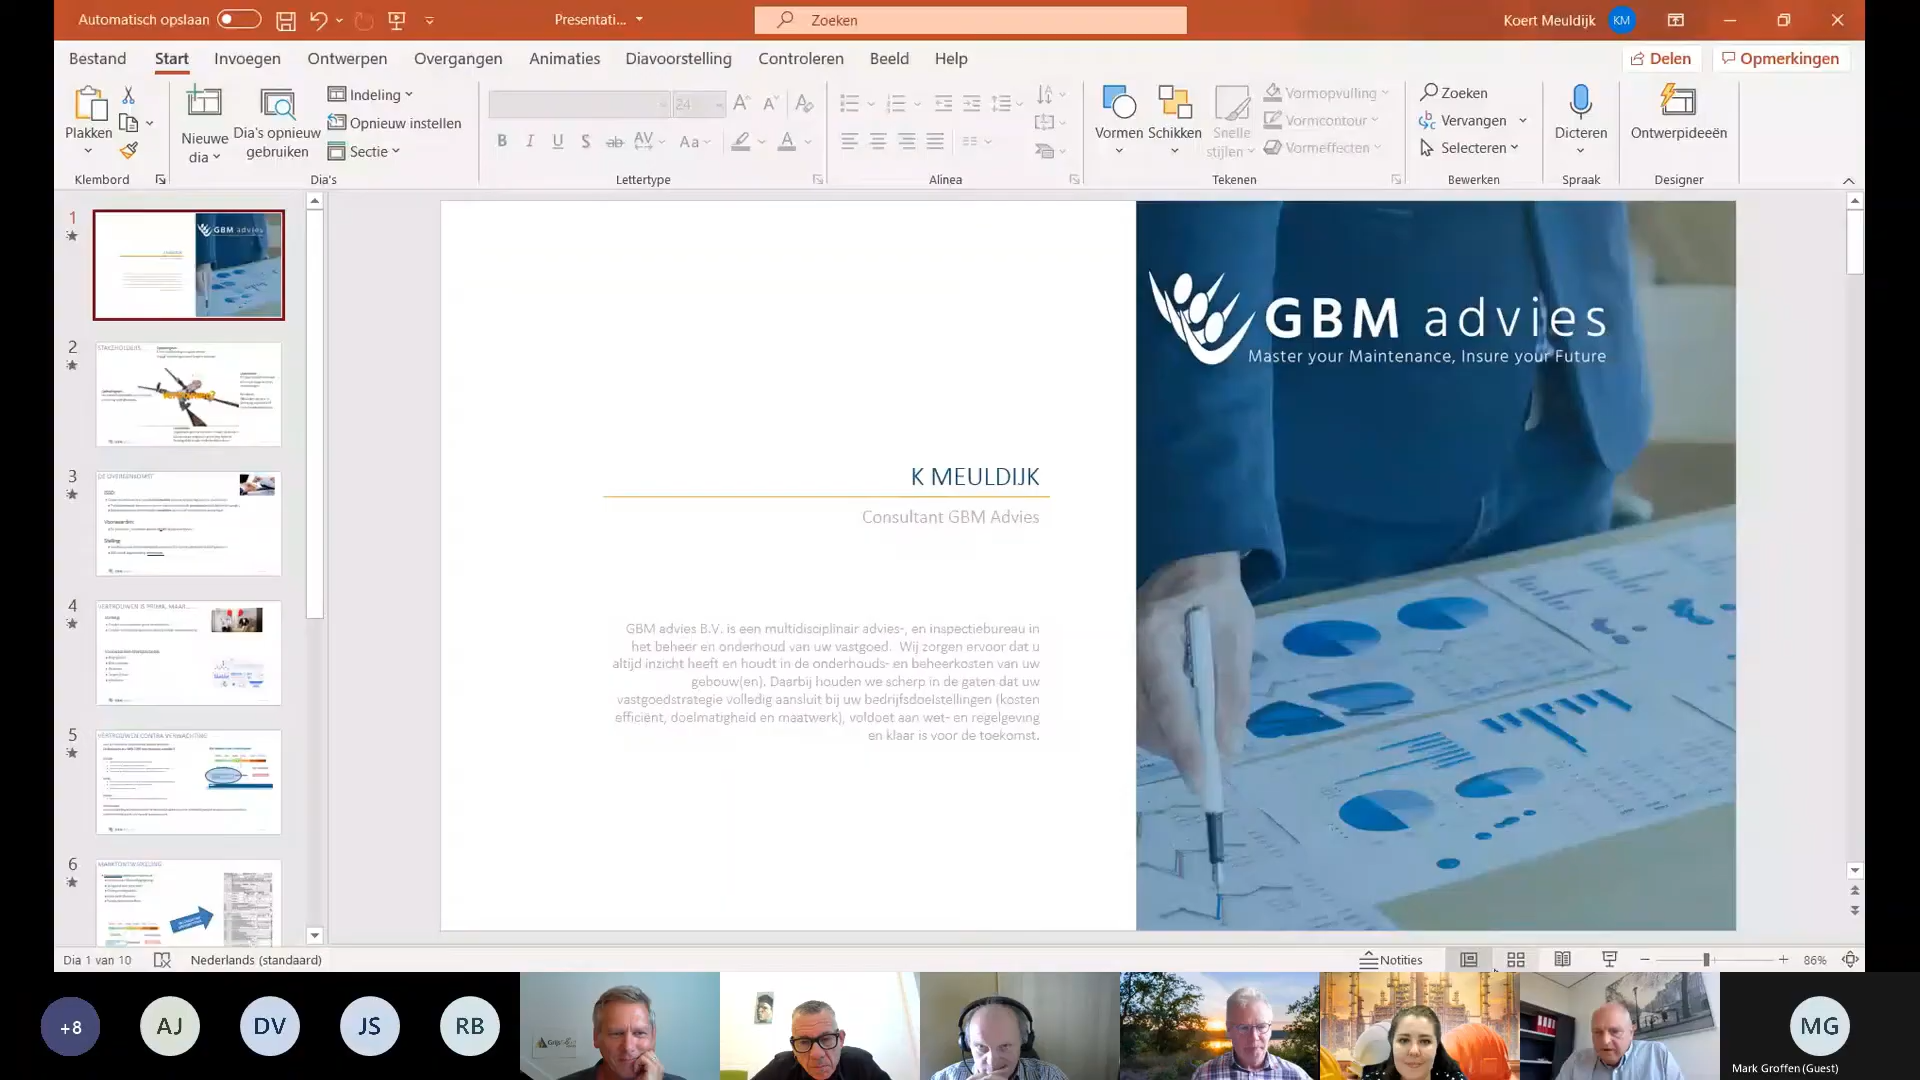 Automatisch opslaan
Presentati...
Zoeken
Koert Meuldijk
KM
Bestand
Start
Invoegen
Ontwerpen
Overgangen
Animaties
Diavoorstelling
Controleren
Beeld
Help
Delen
Opmerkingen
Plakken
Nieuwe dia
Dia's opnieuw gebruiken
Indeling
Opnieuw instellen
Sectie
24
Vormen
Schikken
Snelle stijlen
Vormopvulling
Vormcontour
Vormeffecten
Zoeken
Vervangen
Selecteren
Dicteren
Ontwerpideeën
Klembord
Dia's
Lettertype
Alinea
Tekenen
Bewerken
Spraak
Designer
1
2
3
4
5
6
GBM advies
Master your Maintenance, Insure your Future
K MEULDIJK
Consultant GBM Advies
GBM advies B.V. is een multidisciplinair advies-, en inspectiebureau in
het beheer en onderhoud van uw vastgoed. Wij zorgen ervoor dat u
altijd inzicht heeft en houdt in de onderhouds- en beheerkosten van uw
gebouw(en). Daarbij houden we scherp in de gaten dat uw
vastgoedstrategie volledig aansluit bij uw bedrijfsdoelstellingen (kosten
efficiënt, doelmatigheid en maatwerk), voldoet aan wet- en regelgeving
en klaar is voor de toekomst.
Dia 1 van 10
Nederlands (standaard)
Notities
86%
+8
AJ
DV
JS
RB
MG
Mark Groffen (Guest)